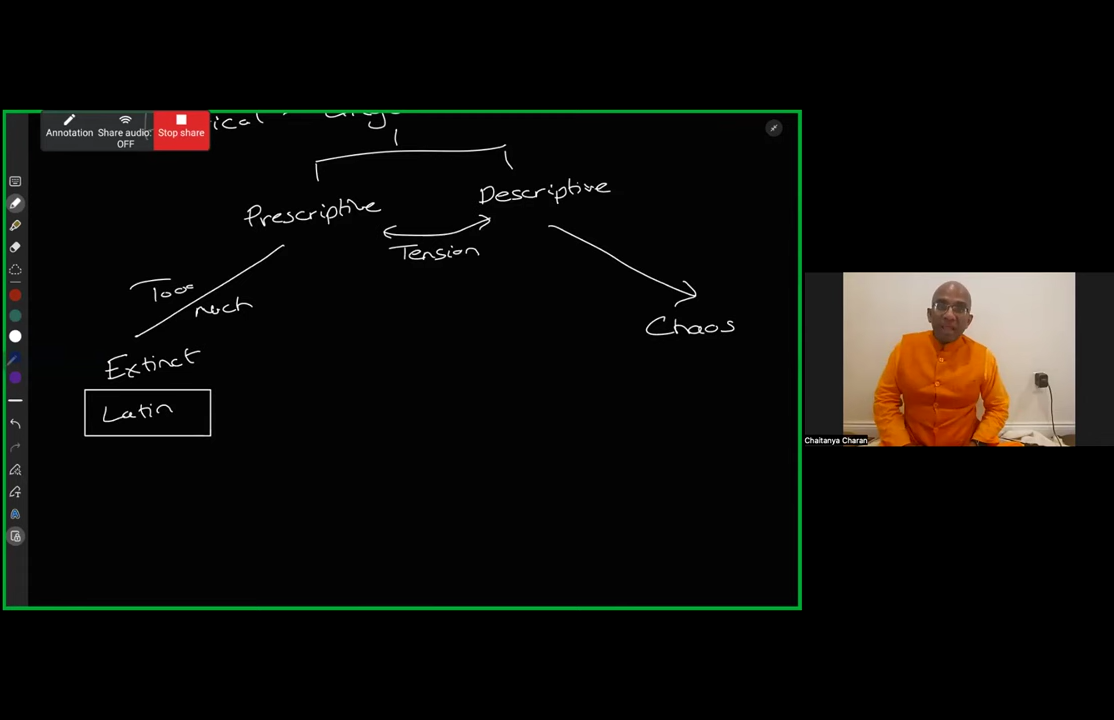 Annotation
Share audio: OFF
Stop share
Prescriptive
Descriptive
Tension
Too
much
Extinct
Latin
Chaos
Chaitanya Charan